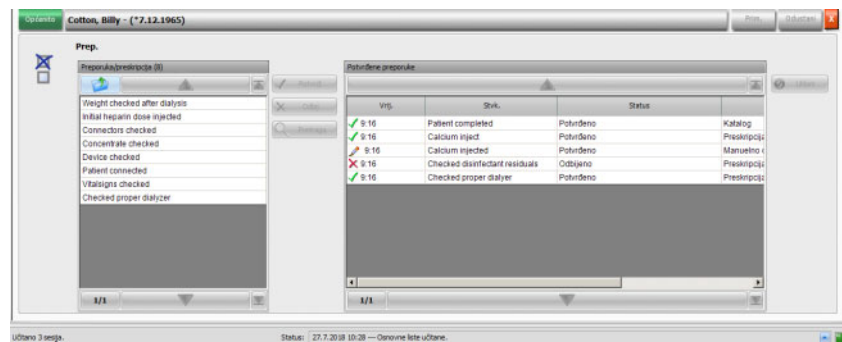 Općenito Cotton, Billy - (*7.12.1965) Prim. Odustani X
Prep.
Preporuka/preskripcija (8)
Potvrđene preporuke
Potvrdi
Odbij
Pretraga
Weight checked after dialysis
Initial heparin dose injected
Connectors checked
Concentrate checked
Device checked
Patient connected
Vitalsigns checked
Checked proper dialyzer
1/1
Vrij. Stvk. Status
9:16 Patient completed Potvrđeno Katalog
9:16 Calcium inject Potvrđeno Preskripcija
9:16 Calcium injected Potvrđeno Manuelno
9:16 Checked disinfectant residuals Odbijeno Preskripcija
9:16 Checked proper dialyer Potvrđeno Preskripcija
1/1
Učitano 3 sesija. Status: 27.7.2018 10:28 --- Osnovne liste učitane.